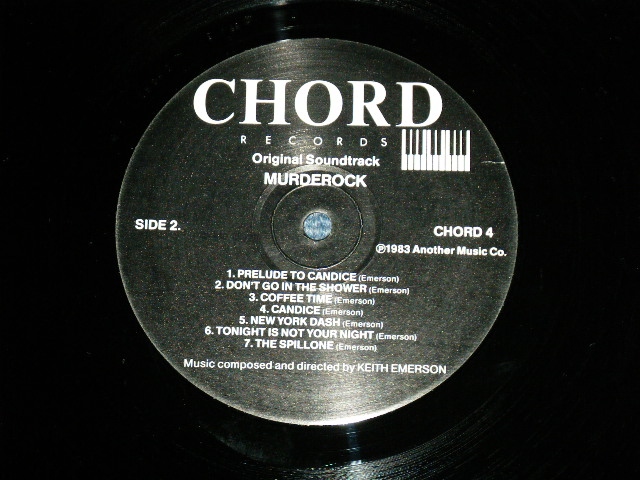 CHORD
RECORDS
Original Soundtrack
MURDEROCK
SIDE 2.
CHORD 4
℗1983 Another Music Co.
1. PRELUDE TO CANDICE (Emerson)
2. DON'T GO IN THE SHOWER (Emerson)
3. COFFEE TIME (Emerson)
4. CANDICE (Emerson)
5. NEW YORK DASH (Emerson)
6. TONIGHT IS NOT YOUR NIGHT (Emerson)
7. THE SPILLONE (Emerson)
Music composed and directed by KEITH EMERSON